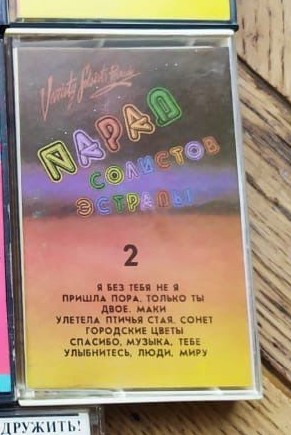 ПАРАД
СОЛИСТОВ
ЭСТРАДЫ
2
Я БЕЗ ТЕБЯ НЕ Я
ПРИШЛА ПОРА, ТОЛЬКО ТЫ
ДВОЕ, МАКИ
УЛЕТЕЛА ПТИЧЬЯ СТАЯ, СОНЕТ
ГОРОДСКИЕ ЦВЕТЫ
СПАСИБО, МУЗЫКА, ТЕБЕ
УЛЫБНИТЕСЬ, ЛЮДИ, МИРУ
ДРУЖИТЬ!